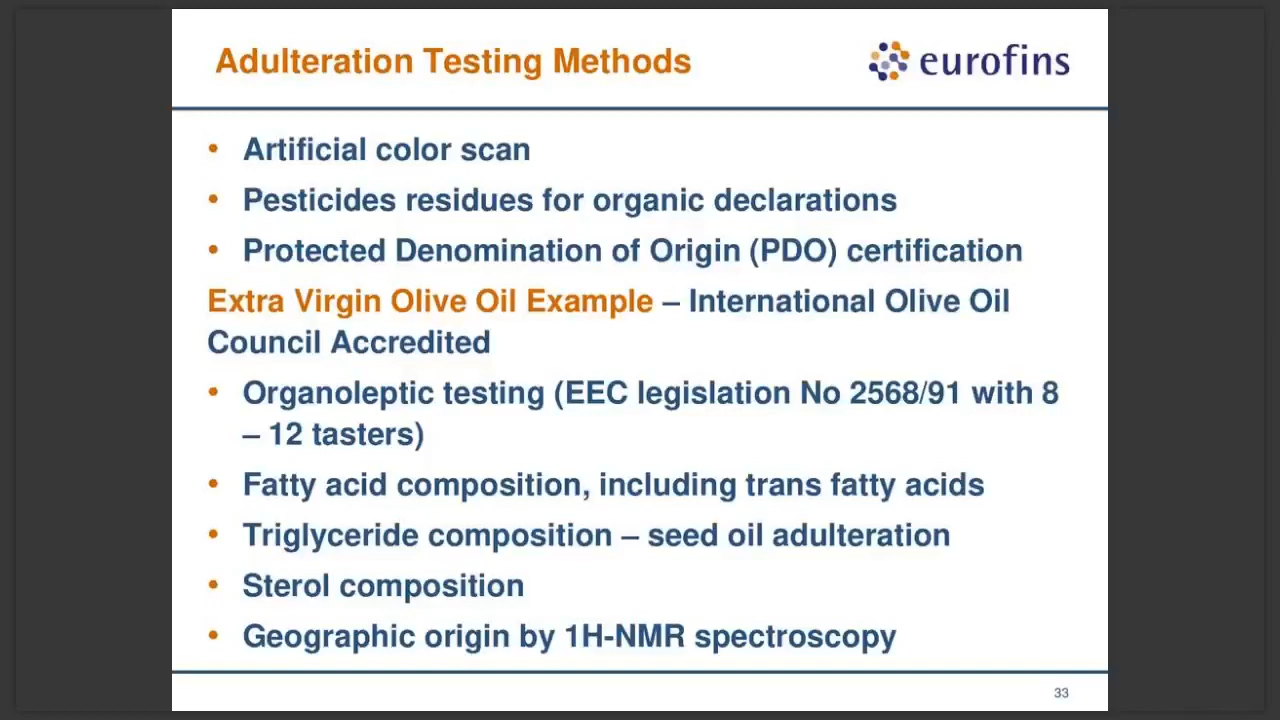 Adulteration Testing Methods
eurofins
• Artificial color scan
• Pesticides residues for organic declarations
• Protected Denomination of Origin (PDO) certification
Extra Virgin Olive Oil Example – International Olive Oil
Council Accredited
• Organoleptic testing (EEC legislation No 2568/91 with 8
– 12 tasters)
• Fatty acid composition, including trans fatty acids
• Triglyceride composition – seed oil adulteration
• Sterol composition
• Geographic origin by 1H-NMR spectroscopy
33